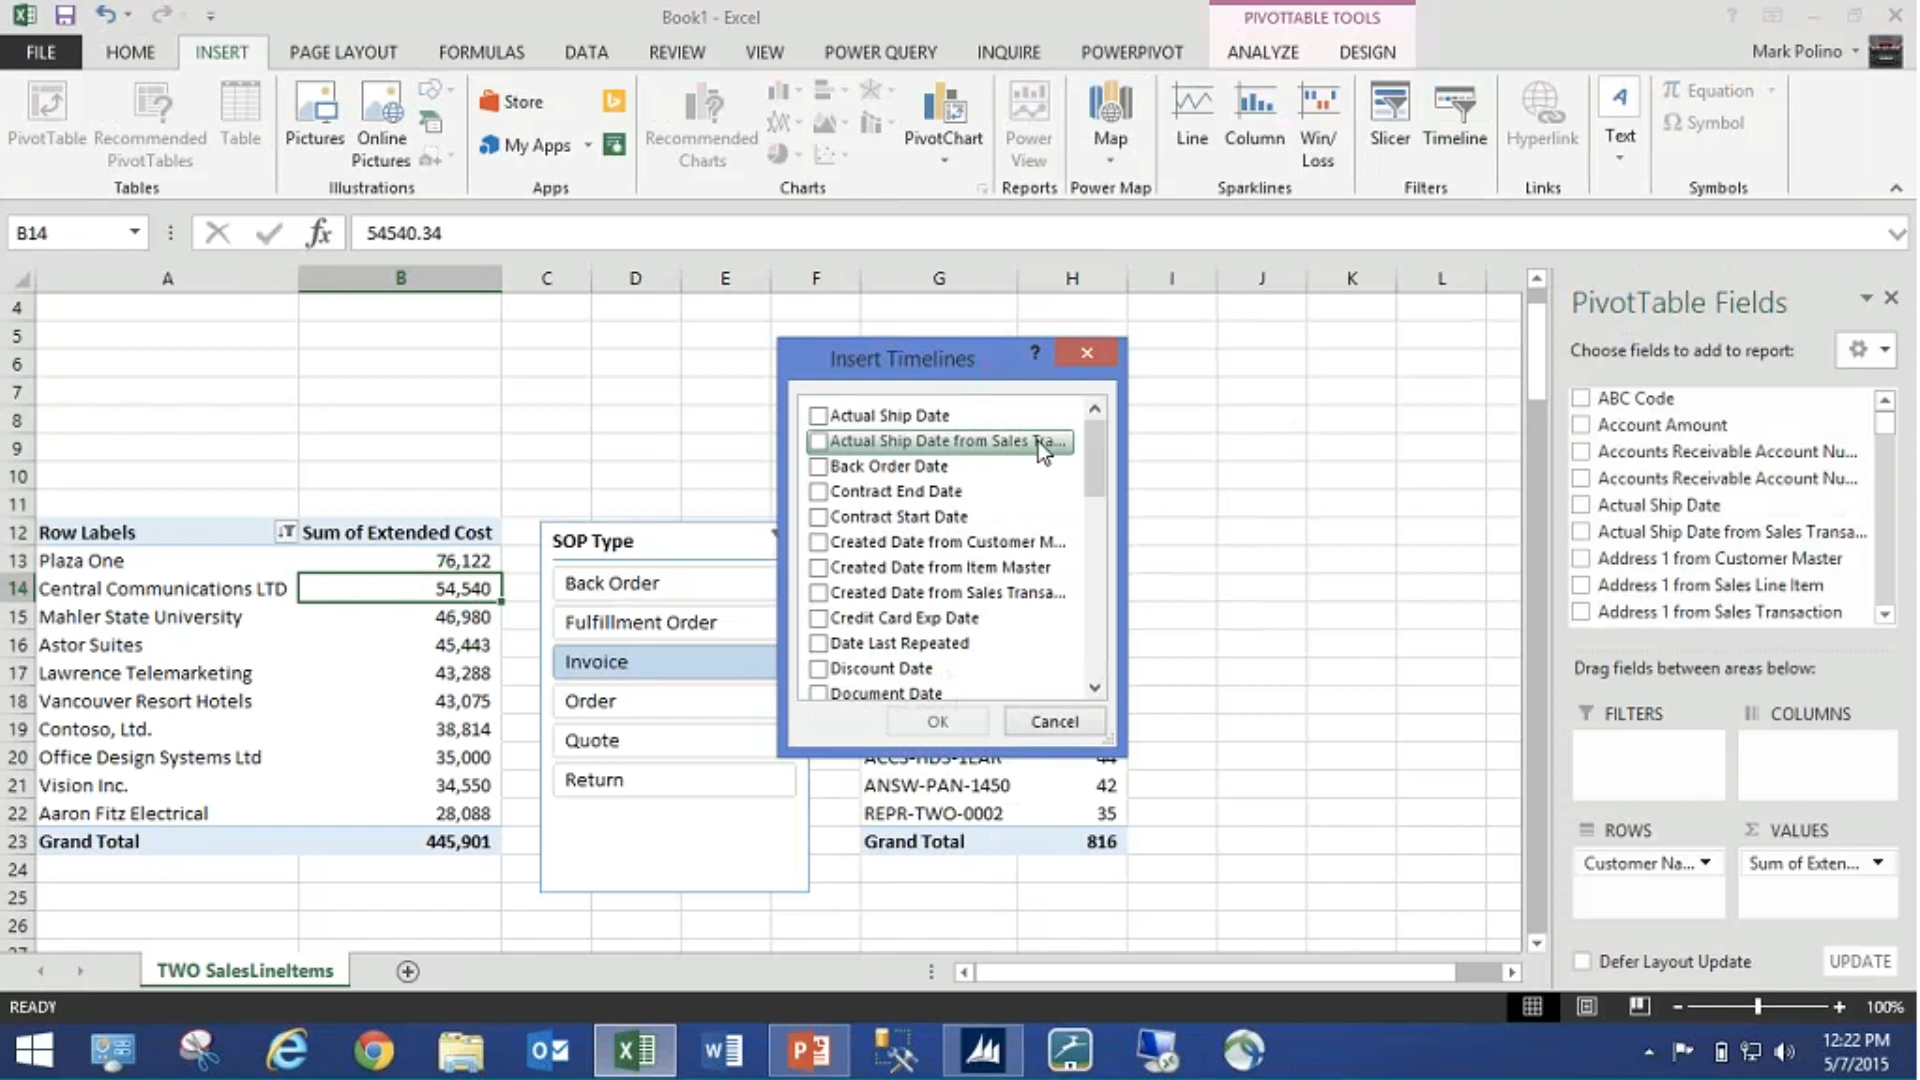 Book1 - Excel
PIVOTTABLE TOOLS
?
FILE HOME INSERT PAGE LAYOUT FORMULAS DATA REVIEW VIEW POWER QUERY INQUIRE POWERPIVOT ANALYZE DESIGN
Mark Polino
PivotTable
Recommended PivotTables
Table
Tables
Pictures
Online Pictures
Illustrations
Store
My Apps
Apps
Recommended Charts
PivotChart
Charts
Power View
Reports
Map
Power Map
Line
Column
Win/Loss
Sparklines
Slicer
Timeline
Filters
Hyperlink
Links
A
Text
π Equation
Ω Symbol
Symbols
B14
fx
54540.34
A B C D E F G H I J K L
4
5
6
7
8
9
10
11
12 Row Labels Sum of Extended Cost
13 Plaza One 76,122
14 Central Communications LTD 54,540
15 Mahler State University 46,980
16 Astor Suites 45,443
17 Lawrence Telemarketing 43,288
18 Vancouver Resort Hotels 43,075
19 Contoso, Ltd. 38,814
20 Office Design Systems Ltd 35,000
21 Vision Inc. 34,550
22 Aaron Fitz Electrical 28,088
23 Grand Total 445,901
24
25
26
27
SOP Type
Back Order
Fulfillment Order
Invoice
Order
Quote
Return
Insert Timelines
?
Actual Ship Date
Actual Ship Date from Sales Tra...
Back Order Date
Contract End Date
Contract Start Date
Created Date from Customer M...
Created Date from Item Master
Created Date from Sales Transa...
Credit Card Exp Date
Date Last Repeated
Discount Date
Document Date
OK Cancel
ACCS-HDS-1EAR 44
ANSW-PAN-1450 42
REPR-TWO-0002 35
Grand Total 816
PivotTable Fields
Choose fields to add to report:
ABC Code
Account Amount
Accounts Receivable Account Nu...
Accounts Receivable Account Nu...
Actual Ship Date
Actual Ship Date from Sales Transa...
Address 1 from Customer Master
Address 1 from Sales Line Item
Address 1 from Sales Transaction
Drag fields between areas below:
FILTERS
COLUMNS
ROWS
Σ VALUES
Customer Na...
Sum of Exten...
Defer Layout Update
UPDATE
TWO SalesLineItems
READY
100%
12:22 PM
5/7/2015